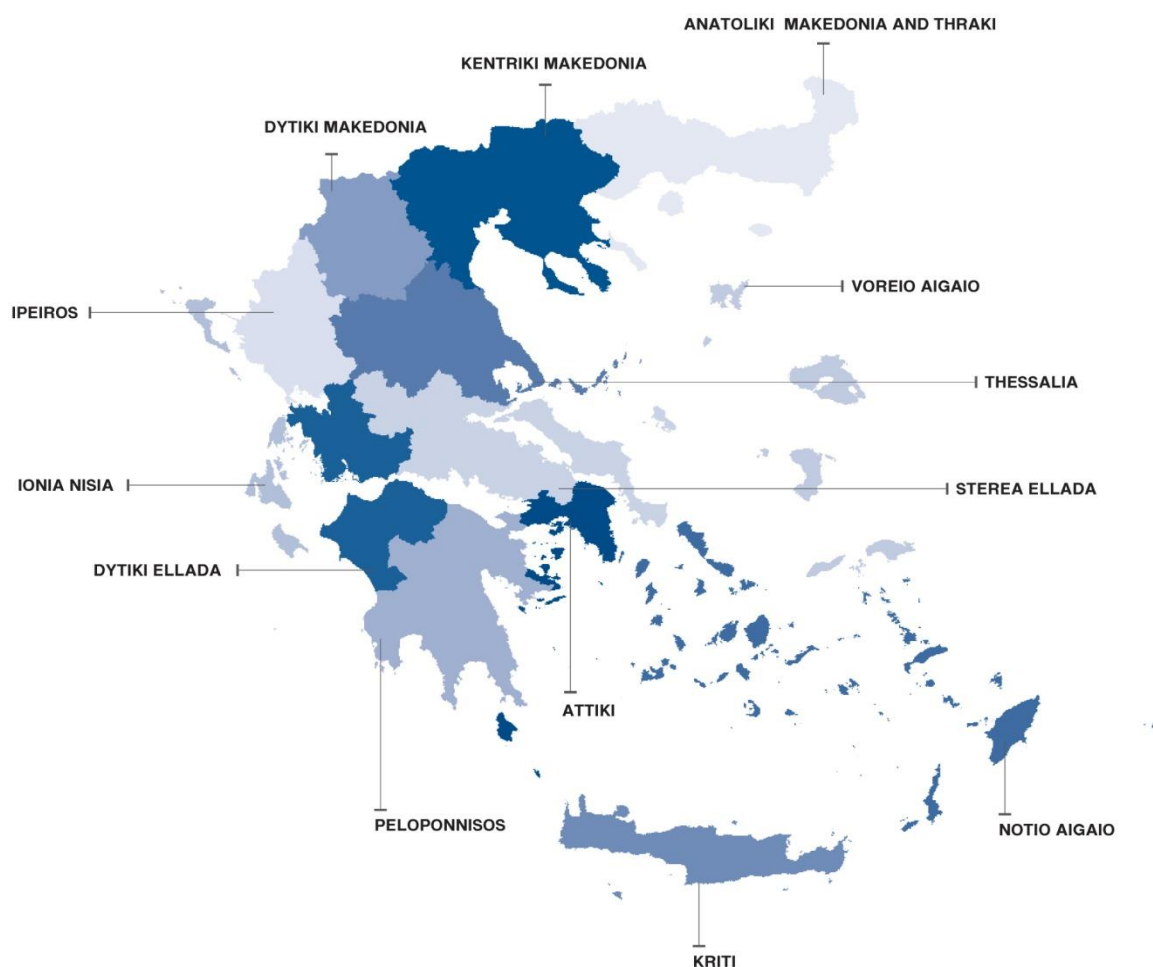 ANATOLIKI MAKEDONIA AND THRAKI
KENTRIKI MAKEDONIA
DYTIKI MAKEDONIA
VOREIO AIGAIO
IPEIROS
THESSALIA
IONIA NISIA
STEREA ELLADA
DYTIKI ELLADA
ATTIKI
PELOPONNISOS
NOTIO AIGAIO
KRITI